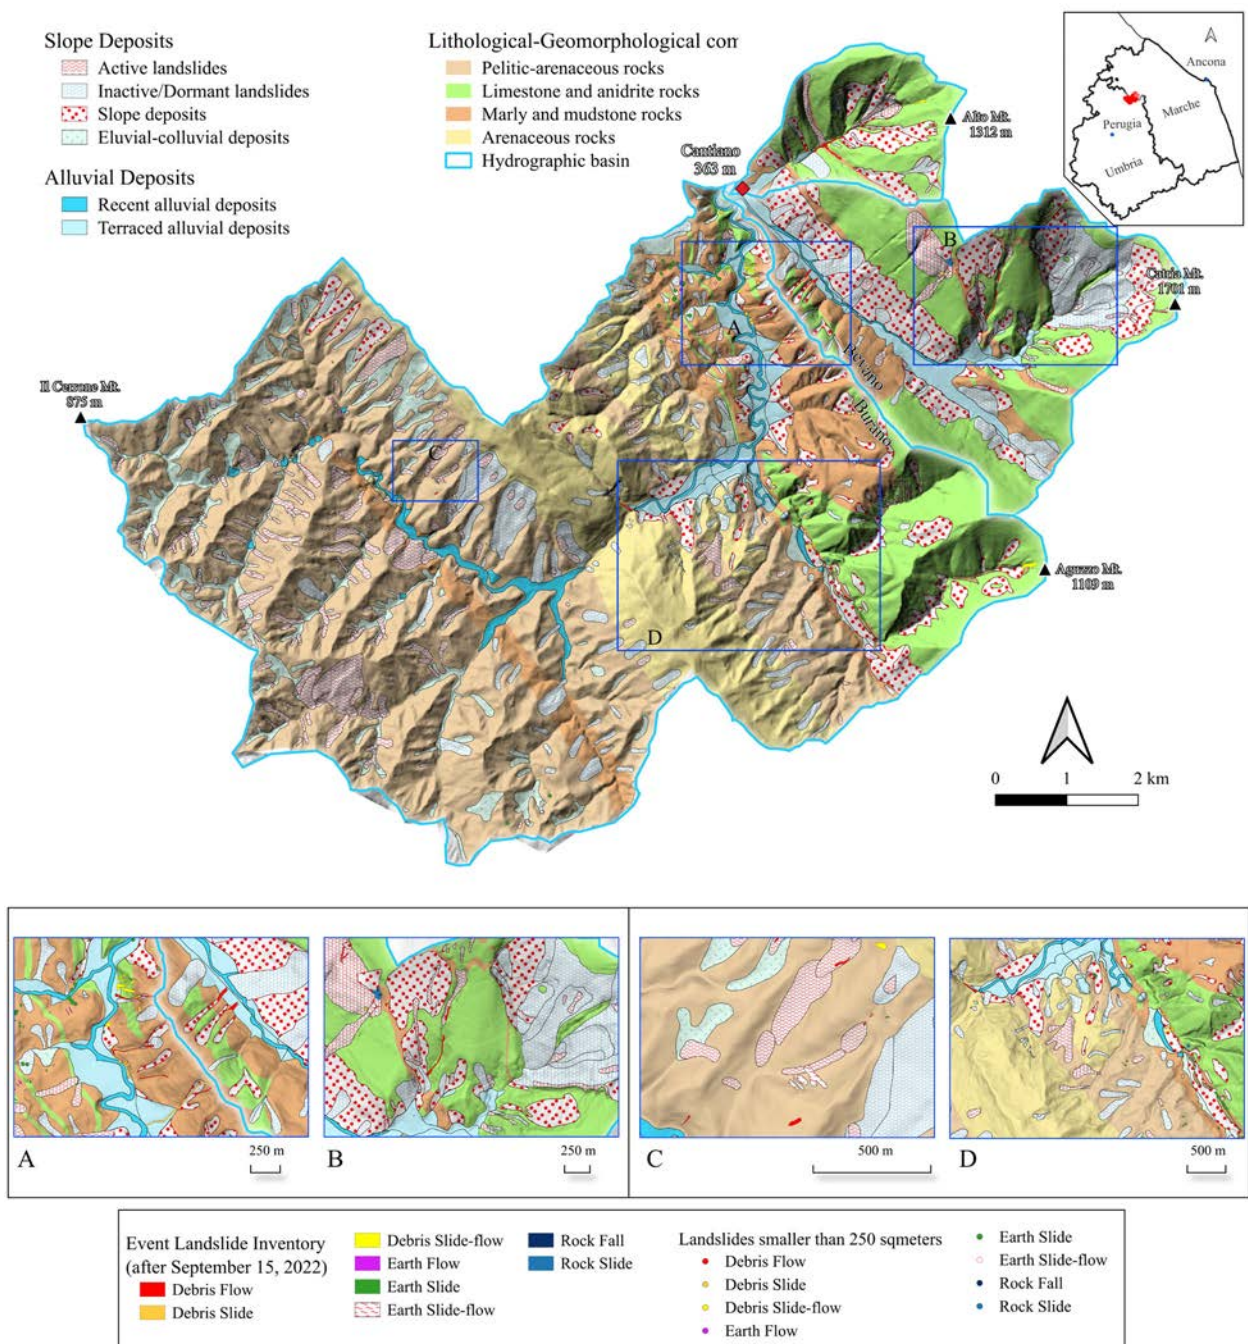 Slope Deposits
Active landslides
Inactive/Dormant landslides
Slope deposits
Eluvial-colluvial deposits
Alluvial Deposits
Recent alluvial deposits
Terraced alluvial deposits
Lithological-Geomorphological com
Pelitic-arenaceous rocks
Limestone and anidrite rocks
Marly and mudstone rocks
Arenaceous rocks
Hydrographic basin
Ancona
Marche
Perugia
Umbria
Alto Mt.
1312 m
Cantiano
363 m
B
Catria Mt.
1701 m
A
Bevano
Burano
Il Cerrone Mt.
875 m
C
Aguzzo Mt.
1109 m
D
0 1 2 km
A
250 m
B
250 m
C
500 m
D
500 m
Event Landslide Inventory
(after September 15, 2022)
Debris Flow
Debris Slide
Debris Slide-flow
Earth Flow
Earth Slide
Earth Slide-flow
Rock Fall
Rock Slide
Landslides smaller than 250 sqmeters
Debris Flow
Debris Slide
Debris Slide-flow
Earth Flow
Earth Slide
Earth Slide-flow
Rock Fall
Rock Slide